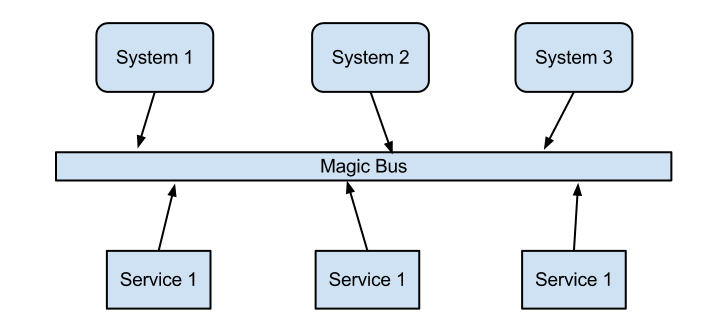 System 1
System 2
System 3
Magic Bus
Service 1
Service 1
Service 1